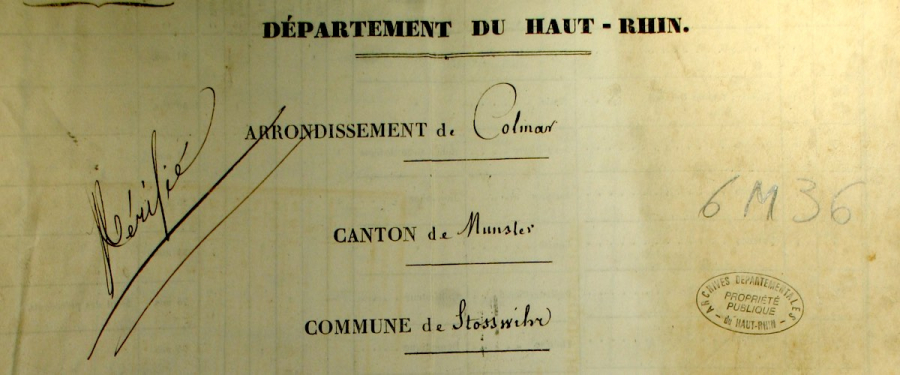 DÉPARTEMENT DU HAUT-RHIN.
ARRONDISSEMENT de Colmar
Vérifié
CANTON de Munster
6 M 36
COMMUNE de Stosswihr
ARCHIVES DÉPARTEMENTALES
PROPRIÉTÉ
PUBLIQUE
du HAUT-RHIN